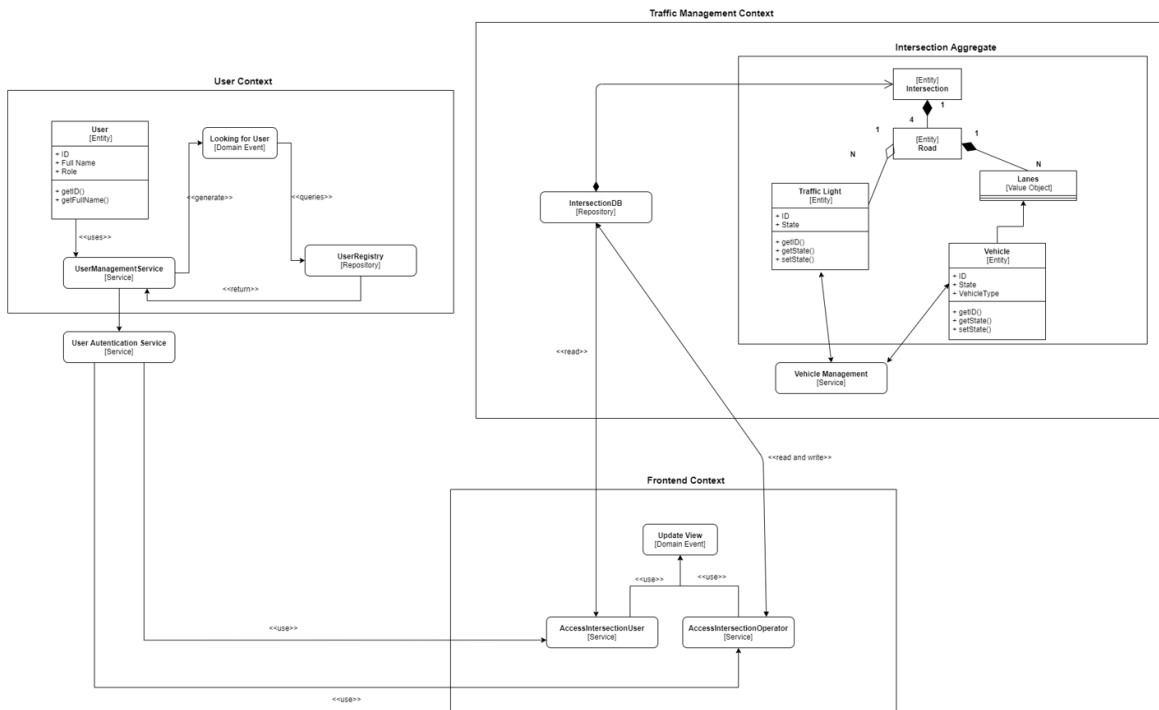 Traffic Management Context
Intersection Aggregate
[Entity]
Intersection
1
4
1
[Entity]
Road
1
N
N
Traffic Light
[Entity]
+ ID
+ State
+ getID()
+ getState()
+ setState()
Lanes
[Value Object]
Vehicle
[Entity]
+ ID
+ State
+ VehicleType
+ getID()
+ getState()
+ setState()
Vehicle Management
[Service]
IntersectionDB
[Repository]
User Context
User
[Entity]
+ ID
+ Full Name
+ Role
+ getID()
+ getFullName()
Looking for User
[Domain Event]
<<generate>>
<<queries>>
<<uses>>
UserManagementService
[Service]
UserRegistry
[Repository]
<<return>>
User Autentication Service
[Service]
<<read>>
<<read and write>>
Frontend Context
Update View
[Domain Event]
<<use>>
<<use>>
AccessIntersectionUser
[Service]
AccessIntersectionOperator
[Service]
<<use>>
<<use>>